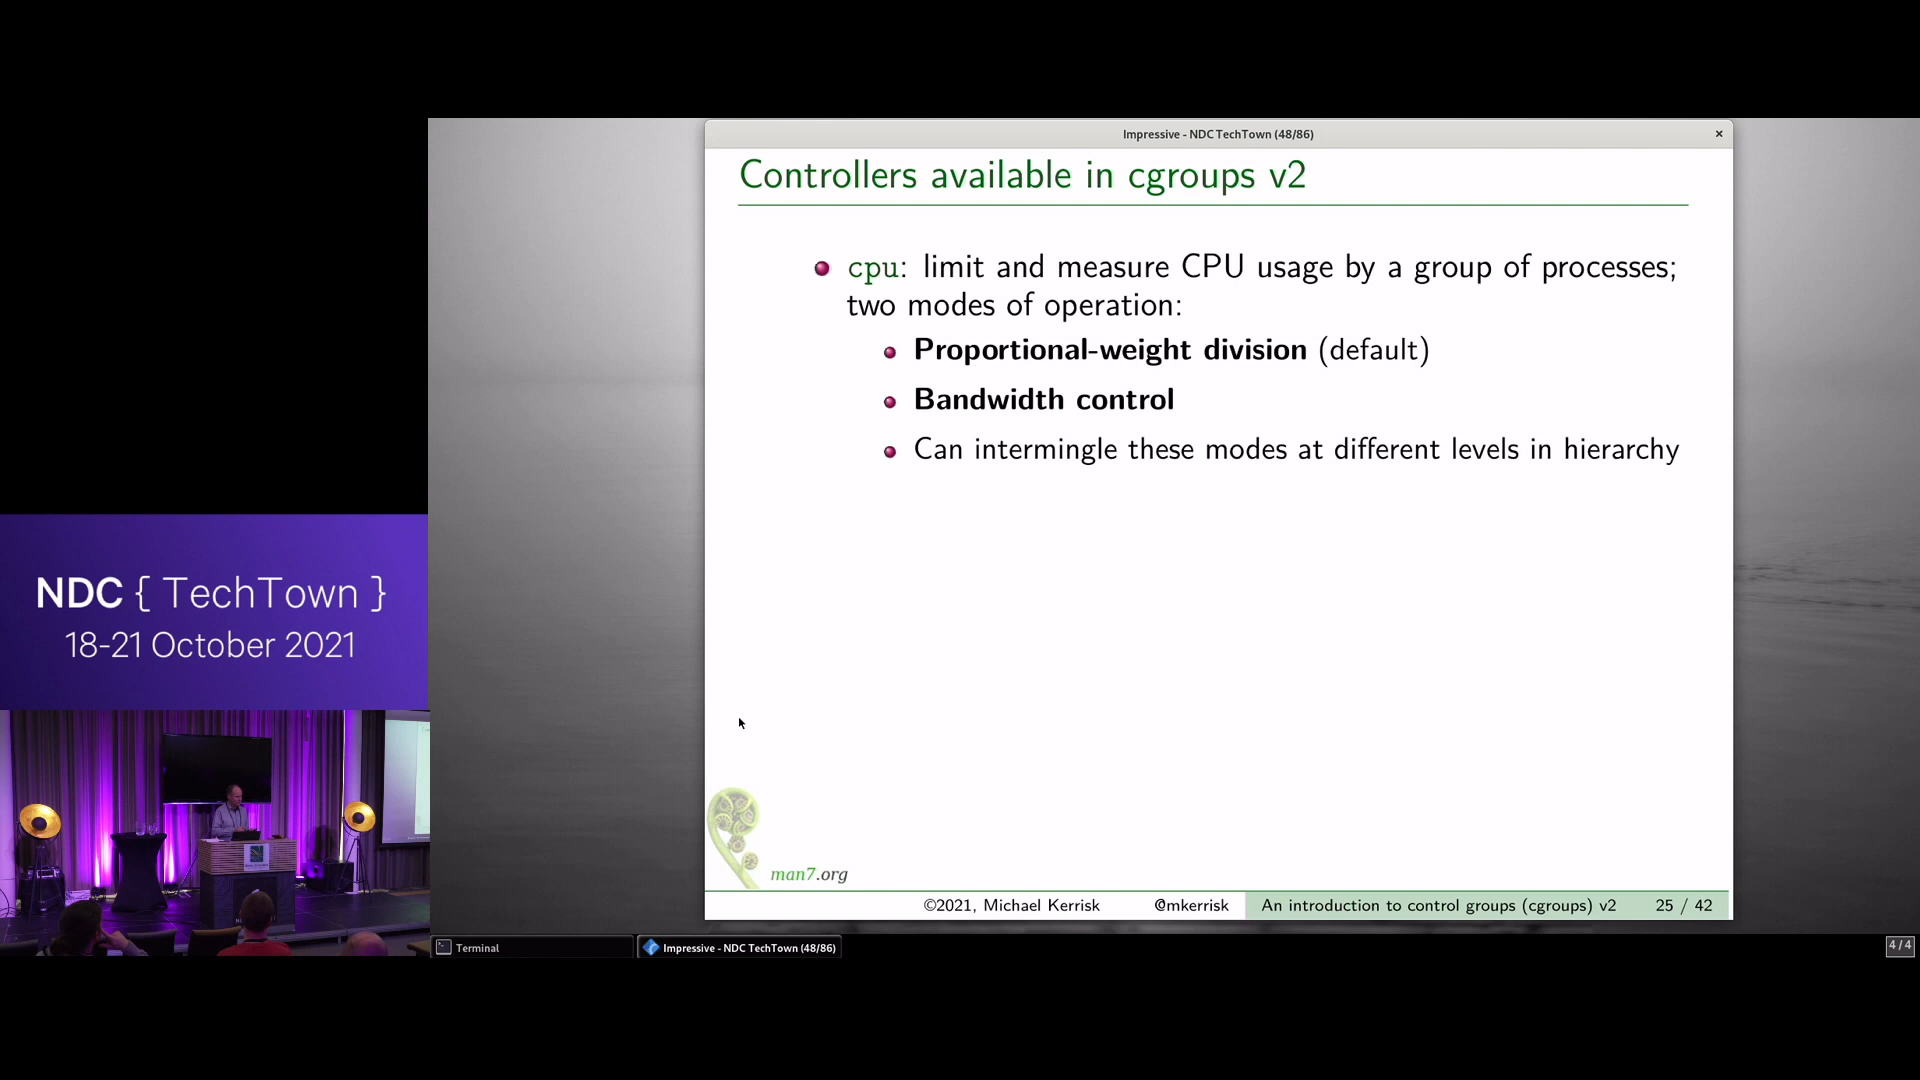 Impressive - NDC TechTown (48/86)
Controllers available in cgroups v2
cpu: limit and measure CPU usage by a group of processes;
two modes of operation:
Proportional-weight division (default)
Bandwidth control
Can intermingle these modes at different levels in hierarchy
man7.org
©2021, Michael Kerrisk @mkerrisk An introduction to control groups (cgroups) v2 25 / 42
NDC { TechTown }
18-21 October 2021
Terminal
Impressive - NDC TechTown (48/86)
4/4